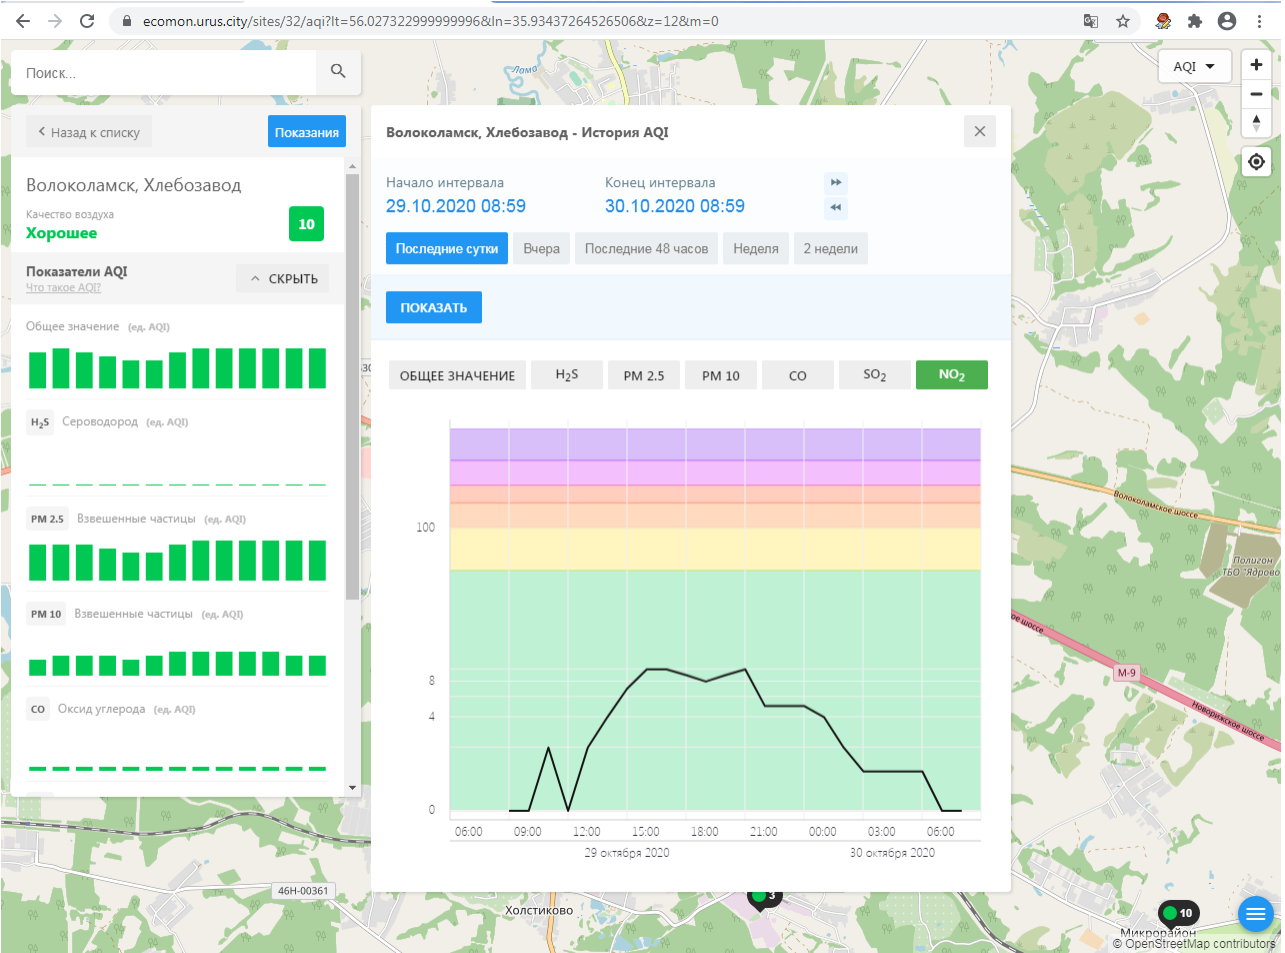 ecomon.urus.city/sites/32/aqi?lt=56.027322999999996&ln=35.93437264526506&z=12&m=0
Поиск...
AQI
Назад к списку
Показания
Волоколамск, Хлебозавод
Качество воздуха
Хорошее
10
Показатели AQI
Что такое AQI?
СКРЫТЬ
Общее значение (ед. AQI)
H2S Сероводород (ед. AQI)
PM 2.5 Взвешенные частицы (ед. AQI)
PM 10 Взвешенные частицы (ед. AQI)
CO Оксид углерода (ед. AQI)
Волоколамск, Хлебозавод - История AQI
Начало интервала
Конец интервала
29.10.2020 08:59
30.10.2020 08:59
Последние сутки
Вчера
Последние 48 часов
Неделя
2 недели
ПОКАЗАТЬ
ОБЩЕЕ ЗНАЧЕНИЕ
H2S
PM 2.5
PM 10
CO
SO2
NO2
100
8
4
0
06:00 09:00 12:00 15:00 18:00 21:00 00:00 03:00 06:00
29 октября 2020
30 октября 2020
Лома
Волоколамское шоссе
Полигон
ТБО "Ядрово
ое шоссе
М-9
Новорижское шоссе
46Н-00361
Холстиково
3
10
Микрорайон
© OpenStreetMap contributors